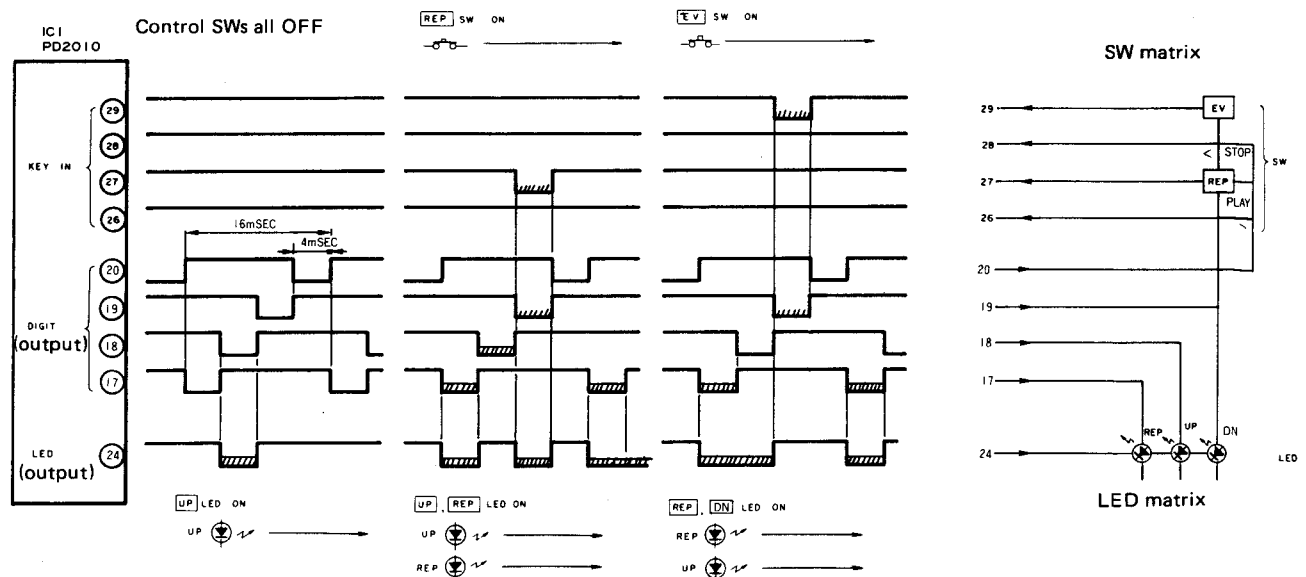 IC1
PD2010
Control SWs all OFF
REP SW ON
EV SW ON
SW matrix
KEY IN
29
28
27
26
16mSEC
4mSEC
DIGIT
(output)
20
19
18
17
LED
(output)
24
UP LED ON
UP
UP , REP LED ON
UP
REP
REP , DN LED ON
REP
UP
29
EV
28
STOP
SW
27
REP
PLAY
26
20
19
18
17
REP
UP
DN
24
LED
LED matrix